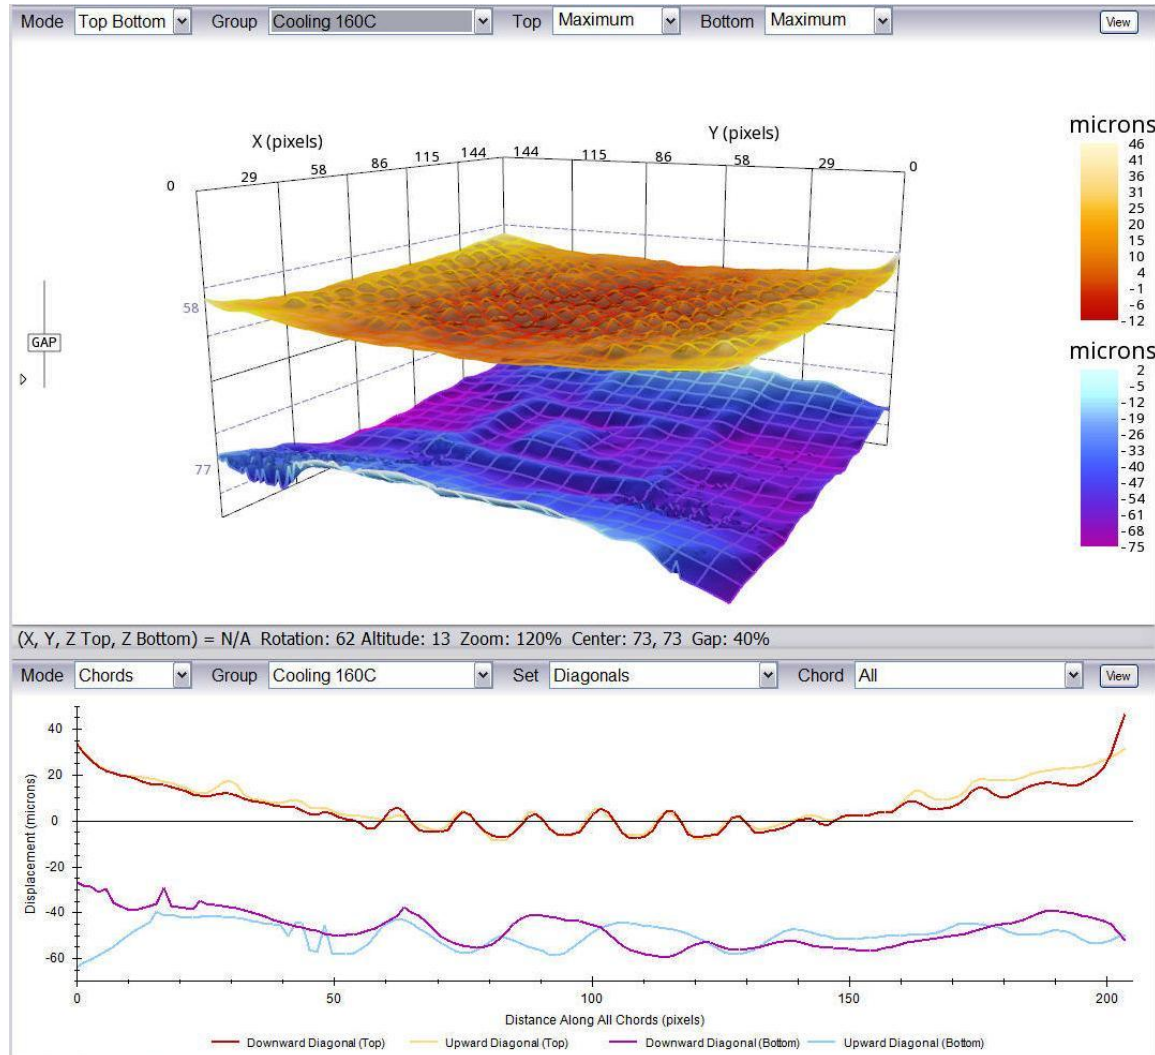 Mode Top Bottom Group Cooling 160C Top Maximum Bottom Maximum View
X (pixels) Y (pixels)
0 29 58 86 115 144 144 115 86 58 29 0
58
77
GAP
microns
46
41
36
31
25
20
15
10
4
-1
-6
-12
microns
2
-5
-12
-19
-26
-33
-40
-47
-54
-61
-68
-75
(X, Y, Z Top, Z Bottom) = N/A Rotation: 62 Altitude: 13 Zoom: 120% Center: 73, 73 Gap: 40%
Mode Chords Group Cooling 160C Set Diagonals Chord All View
Displacement (microns)
40
20
0
-20
-40
-60
0 50 100 150 200
Distance Along All Chords (pixels)
Downward Diagonal (Top) Upward Diagonal (Top) Downward Diagonal (Bottom) Upward Diagonal (Bottom)